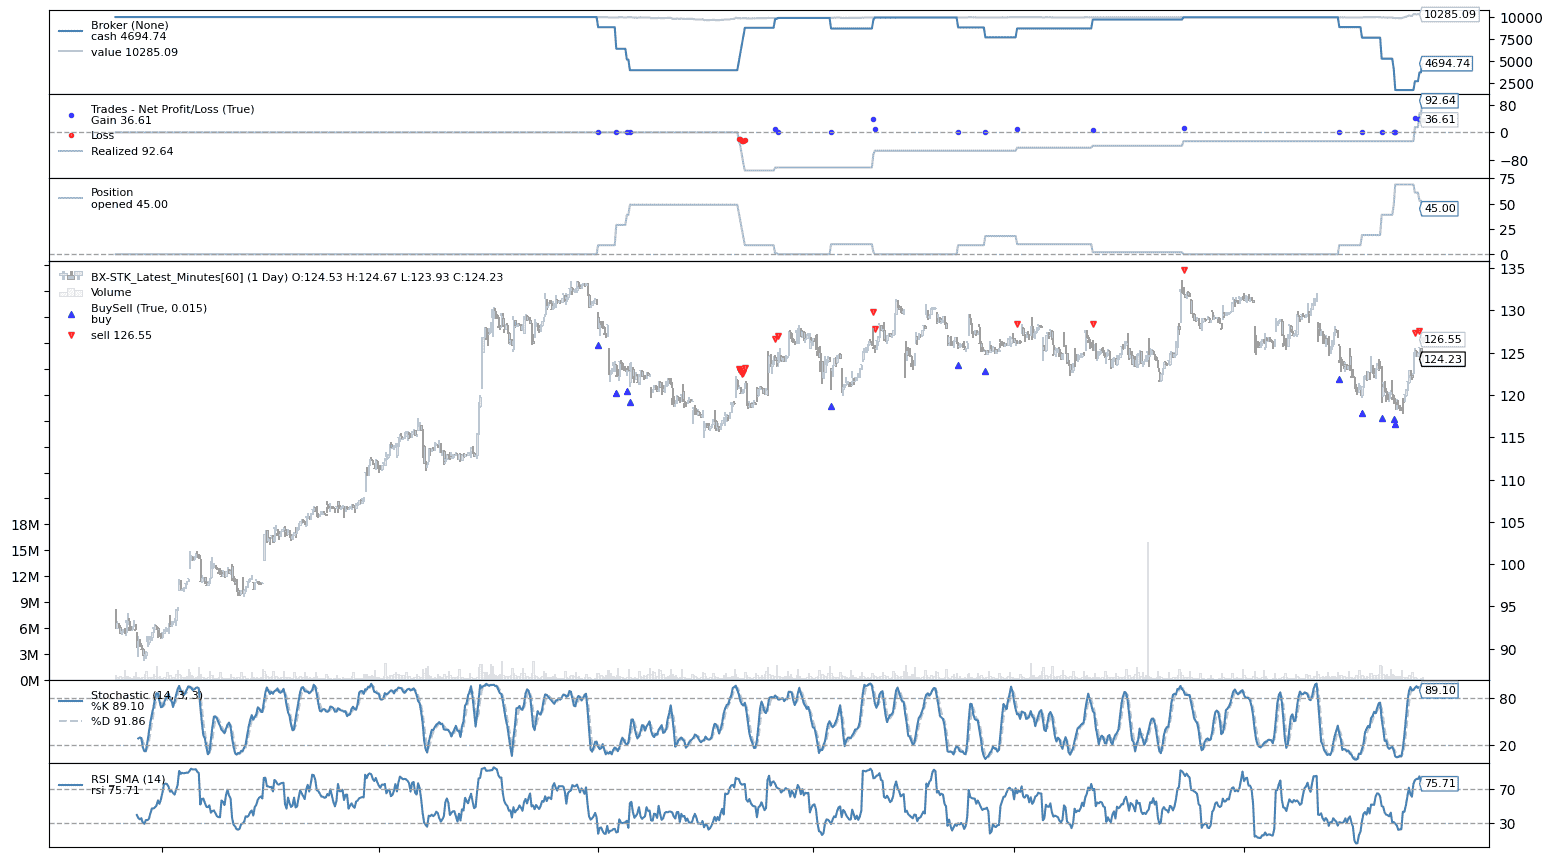 Broker (None)
cash 4694.74
value 10285.09
10285.09
4694.74
10000
7500
5000
2500
Trades - Net Profit/Loss (True)
Gain 36.61
Loss
Realized 92.64
92.64
36.61
80
0
−80
Position
opened 45.00
45.00
75
50
25
0
BX-STK_Latest_Minutes[60] (1 Day) O:124.53 H:124.67 L:123.93 C:124.23
Volume
BuySell (True, 0.015)
buy
sell 126.55
126.55
124.23
135
130
125
120
115
110
105
100
95
90
18M
15M
12M
9M
6M
3M
0M
Stochastic (14, 3, 3)
%K 89.10
%D 91.86
89.10
80
20
RSI_SMA (14)
rsi 75.71
75.71
70
30